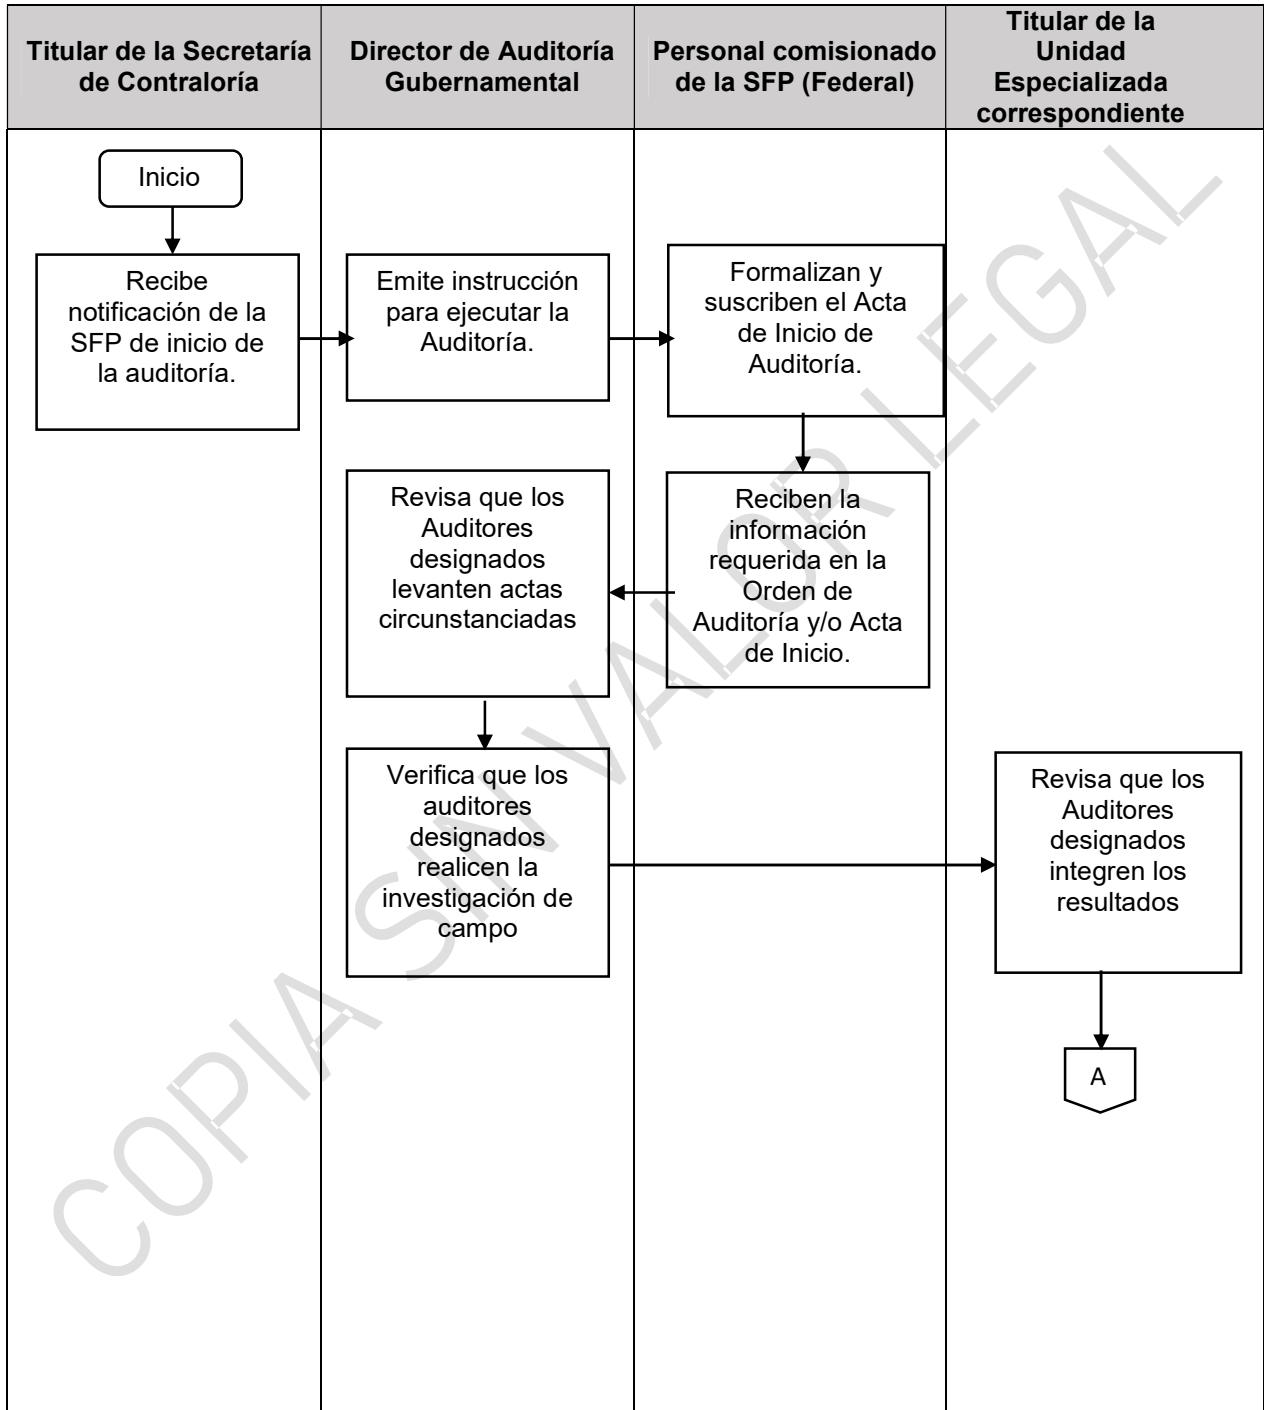 Titular de la Secretaría
de Contraloría
Director de Auditoría
Gubernamental
Personal comisionado
de la SFP (Federal)
Titular de la
Unidad
Especializada
correspondiente
Inicio
Recibe
notificación de la
SFP de inicio de
la auditoría.
Emite instrucción
para ejecutar la
Auditoría.
Formalizan y
suscriben el Acta
de Inicio de
Auditoría.
Reciben la
información
requerida en la
Orden de
Auditoría y/o Acta
de Inicio.
Revisa que los
Auditores
designados
levanten actas
circunstanciadas
Verifica que los
auditores
designados
realicen la
investigación de
campo
Revisa que los
Auditores
designados
integren los
resultados
A
COPIA SIN VALOR LEGAL